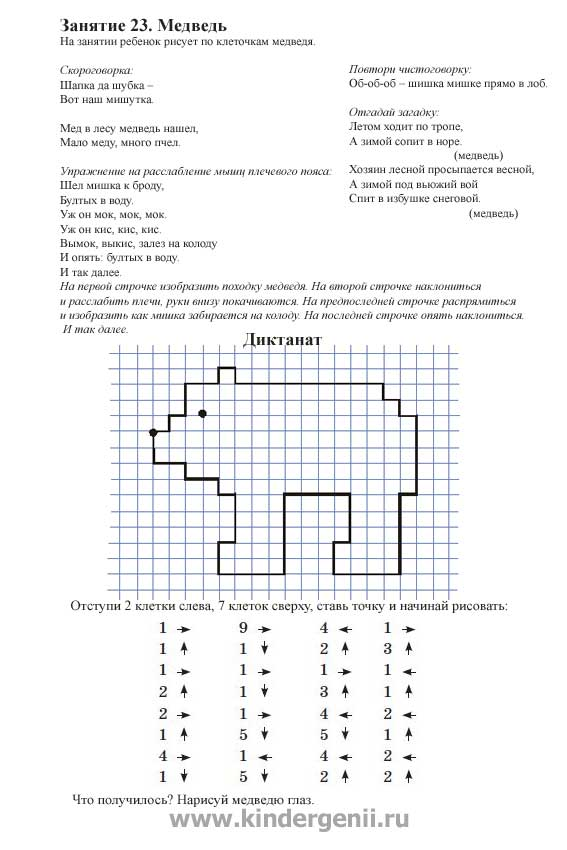 Занятие 23. Медведь
На занятии ребенок рисует по клеточкам медведя.
Скороговорка:
Шапка да шубка –
Вот наш мишутка.
Мед в лесу медведь нашел,
Мало меду, много пчел.
Упражнение на расслабление мышц плечевого пояса:
Шел мишка к броду,
Бултых в воду.
Уж он мок, мок, мок.
Уж он кис, кис, кис.
Вымок, выкис, залез на колоду
И опять: бултых в воду.
И так далее.
Повтори чистоговорку:
Об-об-об – шишка мишке прямо в лоб.
Отгадай загадку:
Летом ходит по тропе,
А зимой сопит в норе.
(медведь)
Хозяин лесной просыпается весной,
А зимой под вьюжий вой
Спит в избушке снеговой.
(медведь)
На первой строчке изобразить походку медведя. На второй строчке наклониться
и расслабить плечи, руки внизу покачиваются. На предпоследней строчке распрямиться
и изобразить как мишка забирается на колоду. На последней строчке опять наклониться.
И так далее.
Диктанат
Отступи 2 клетки слева, 7 клеток сверху, ставь точку и начинай рисовать:
1 → 9 → 4 ← 1 →
1 ↑ 1 ↓ 2 ↑ 3 ↑
1 → 1 → 1 → 1 ←
2 ↑ 1 ↓ 3 ↑ 1 ↑
2 → 1 → 4 ← 2 ←
1 ↑ 5 ↓ 5 ↓ 1 ↑
4 → 1 ← 4 ← 2 ←
1 ↓ 5 ↓ 2 ↑ 2 ↑
Что получилось? Нарисуй медведю глаз.
www.kindergenii.ru